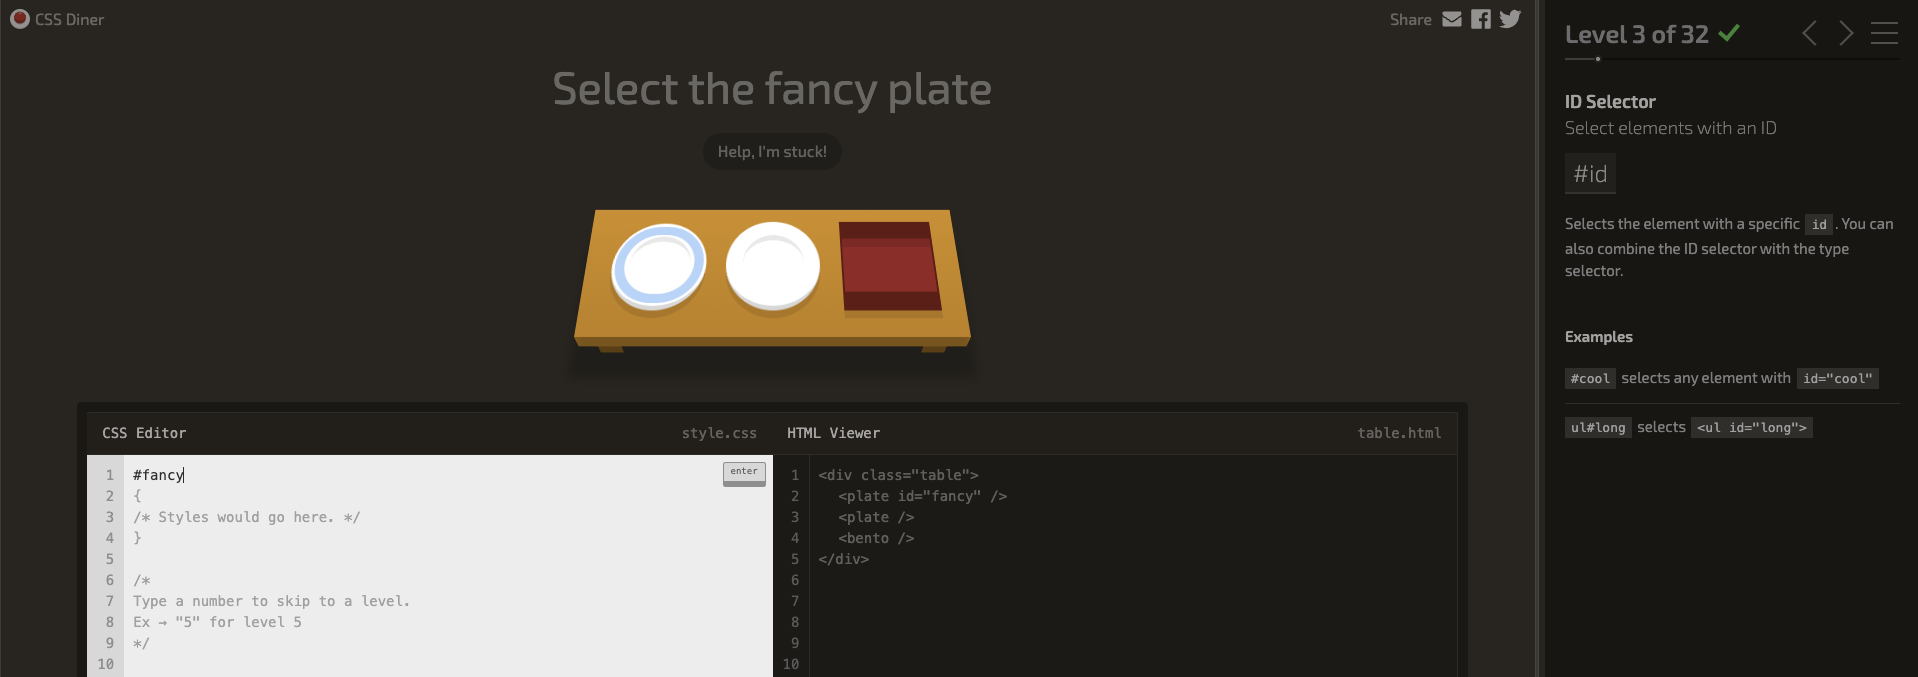 CSS Diner
Share
Select the fancy plate
Help, I'm stuck!
CSS Editor
style.css
1 #fancy
enter
2 {
3 /* Styles would go here. */
4 }
5
6 /*
7 Type a number to skip to a level.
8 Ex → "5" for level 5
9 */
10
HTML Viewer
table.html
1 <div class="table">
2 <plate id="fancy" />
3 <plate />
4 <bento />
5 </div>
6
7
8
9
10
Level 3 of 32
ID Selector
Select elements with an ID
#id
Selects the element with a specific id . You can
also combine the ID selector with the type
selector.
Examples
#cool selects any element with id="cool"
ul#long selects <ul id="long">